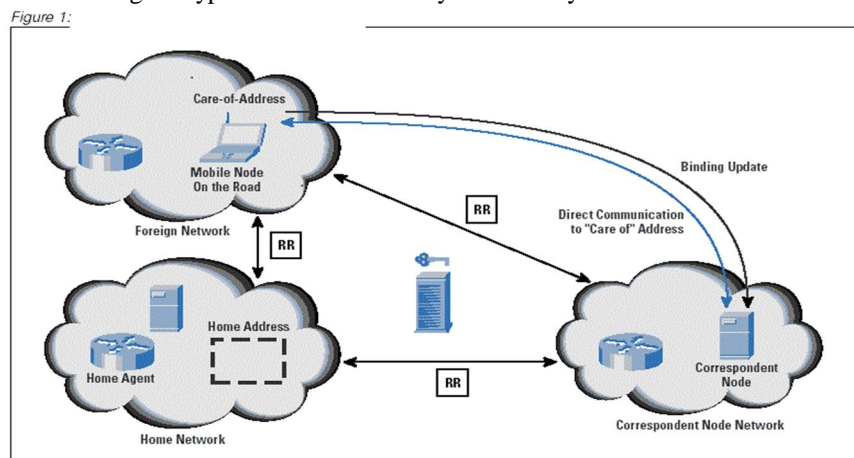 Figure 1:
Care-of-Address
Mobile Node
On the Road
Foreign Network
Binding Update
Direct Communication
to "Care of" Address
RR
RR
RR
Home Address
Home Agent
Home Network
Correspondent
Node
Correspondent Node Network